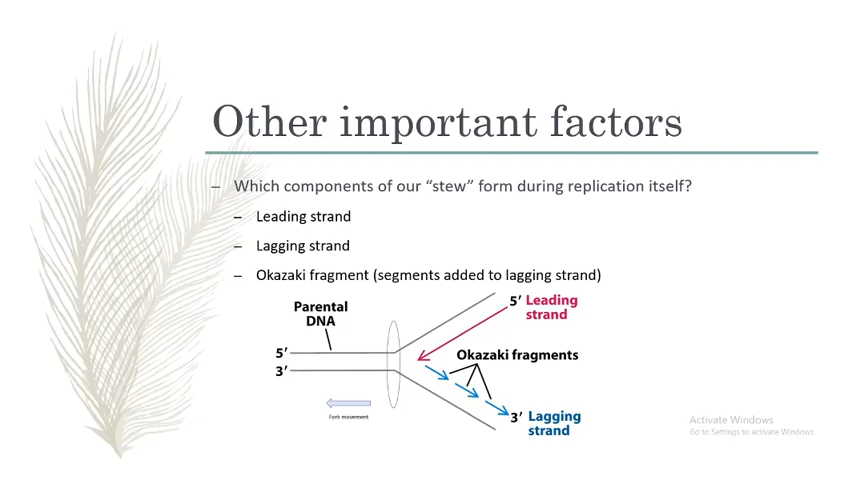 Other important factors
– Which components of our “stew” form during replication itself?
– Leading strand
– Lagging strand
– Okazaki fragment (segments added to lagging strand)
Parental
DNA
5′ Leading
strand
5′
3′
Okazaki fragments
Fork movement
3′ Lagging
strand
Activate Windows
Go to Settings to activate Windows.